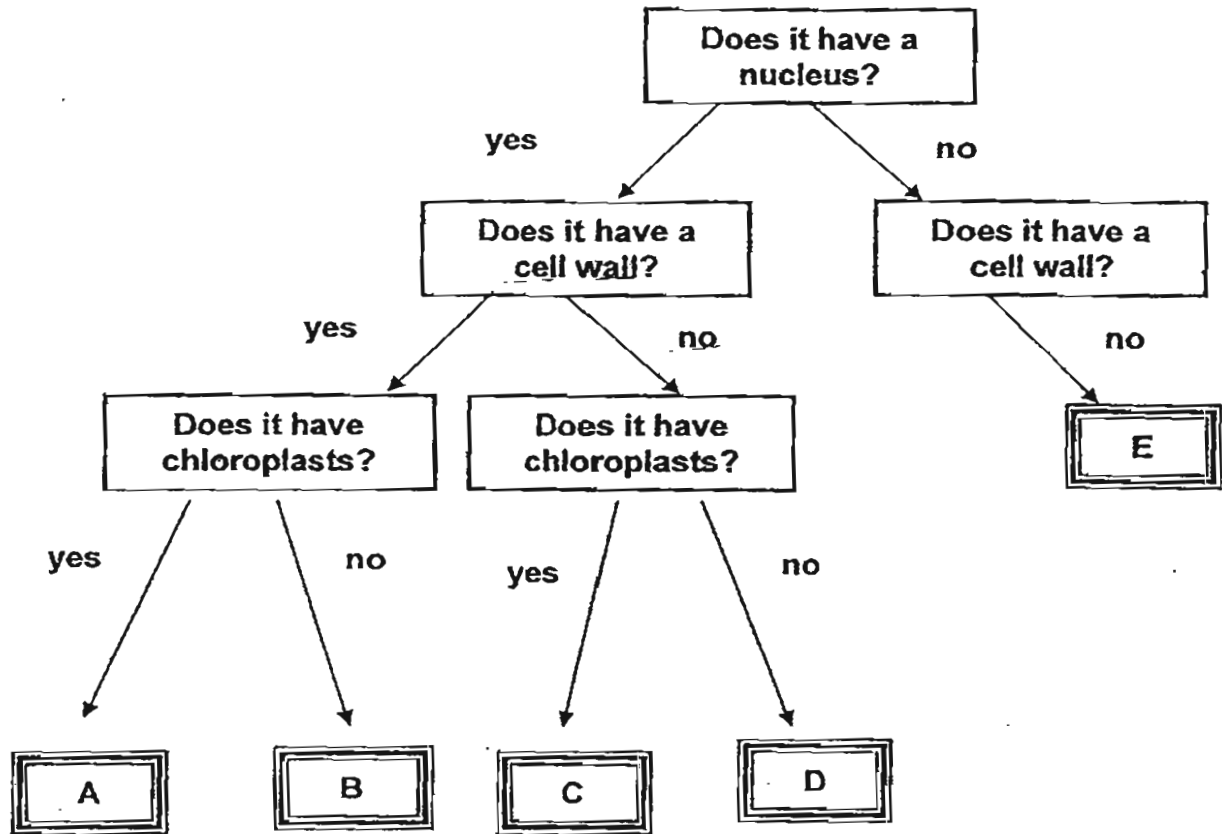 Does it have a
nucleus?
yes
no
Does it have a
cell wall?
Does it have a
cell wall?
yes
no
no
Does it have
chloroplasts?
Does it have
chloroplasts?
E
yes
no
yes
no
A
B
C
D